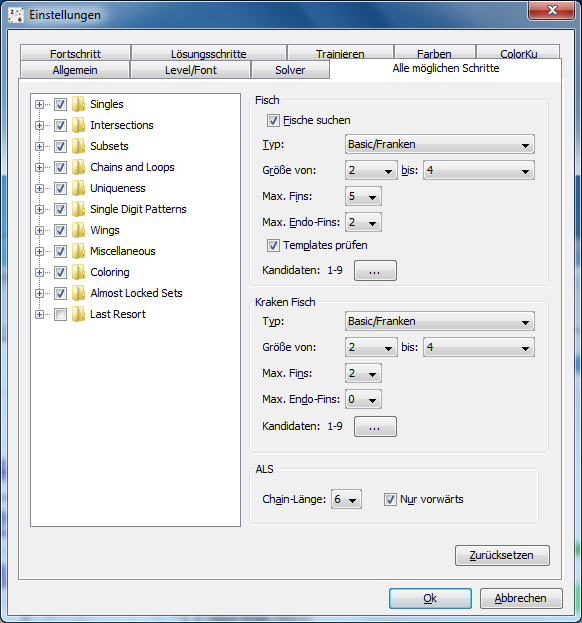 Einstellungen
Fortschritt Lösungsschritte Trainieren Farben ColorKu
Allgemein Level/Font Solver Alle möglichen Schritte
Singles
Intersections
Subsets
Chains and Loops
Uniqueness
Single Digit Patterns
Wings
Miscellaneous
Coloring
Almost Locked Sets
Last Resort
Fisch
Fische suchen
Typ: Basic/Franken
Größe von: 2 bis: 4
Max. Fins: 5
Max. Endo-Fins: 2
Templates prüfen
Kandidaten: 1-9 ...
Kraken Fisch
Typ: Basic/Franken
Größe von: 2 bis: 4
Max. Fins: 2
Max. Endo-Fins: 0
Kandidaten: 1-9 ...
ALS
Chain-Länge: 6 Nur vorwärts
Zurücksetzen
Ok Abbrechen